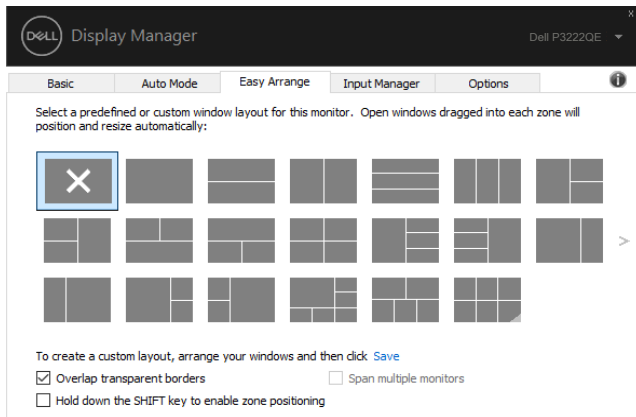 x
DELL Display Manager
Dell P3222QE
Basic Auto Mode Easy Arrange Input Manager Options
Select a predefined or custom window layout for this monitor. Open windows dragged into each zone will
position and resize automatically:
To create a custom layout, arrange your windows and then click Save
Overlap transparent borders Span multiple monitors
Hold down the SHIFT key to enable zone positioning